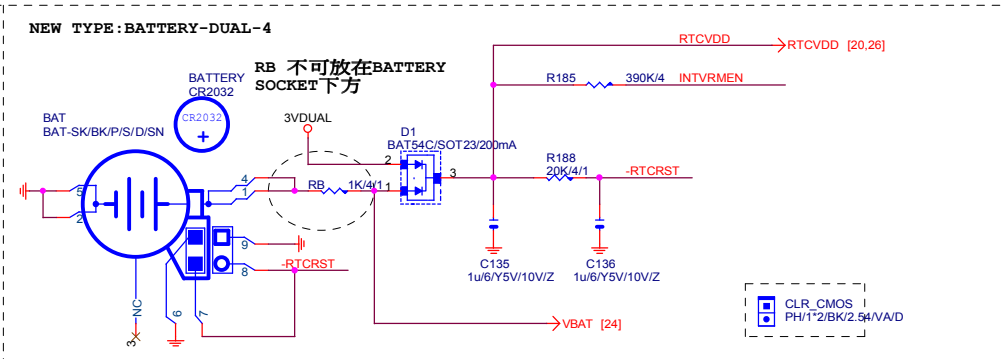 NEW TYPE:BATTERY-DUAL-4
RTCVDD
RTCVDD [20,26]
RB 不可放在BATTERY
SOCKET下方
BATTERY
CR2032
CR2032
+
R185
390K/4
INTVRMEN
BAT
BAT-SK/BK/P/S/D/SN
3VDUAL
D1
BAT54C/SOT23/200mA
2
3
1
R188
20K/4/1
-RTCRST
4
1
RB
1K/4/1
5
2
9
8
-RTCRST
C135
1u/6/Y5V/10V/Z
C136
1u/6/Y5V/10V/Z
NC
3
6
7
VBAT [24]
CLR_CMOS
PH/1*2/BK/2.54/VA/D